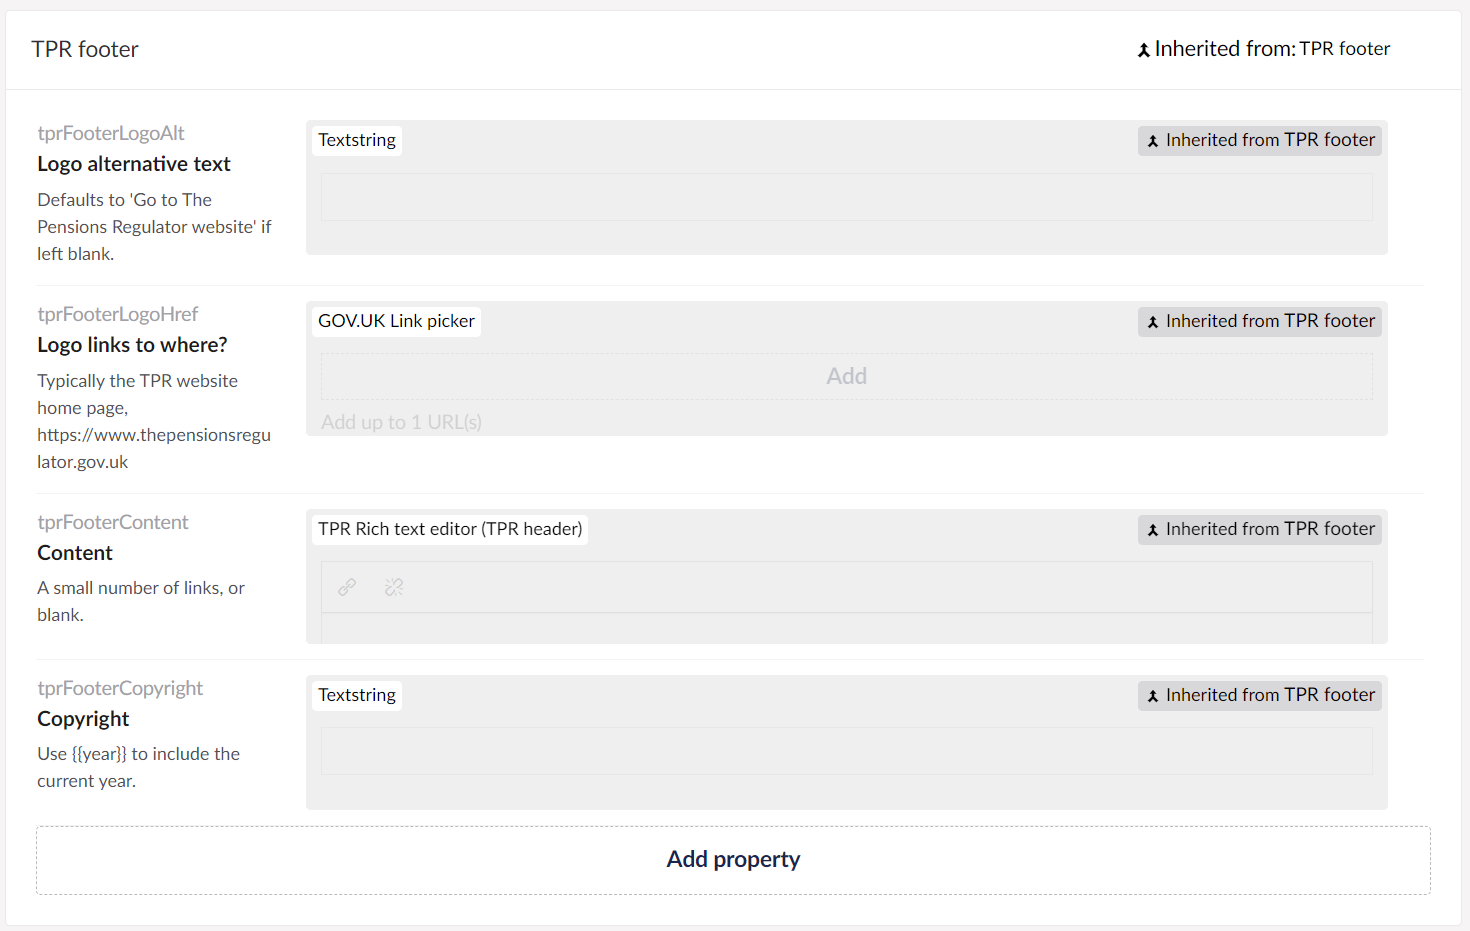 TPR footer
Inherited from: TPR footer
tprFooterLogoAlt
Logo alternative text
Defaults to 'Go to The
Pensions Regulator website' if
left blank.
Textstring
Inherited from TPR footer
tprFooterLogoHref
Logo links to where?
Typically the TPR website
home page,
https://www.thepensionsregu
lator.gov.uk
GOV.UK Link picker
Inherited from TPR footer
Add
Add up to 1 URL(s)
tprFooterContent
Content
A small number of links, or
blank.
TPR Rich text editor (TPR header)
Inherited from TPR footer
tprFooterCopyright
Copyright
Use {{year}} to include the
current year.
Textstring
Inherited from TPR footer
Add property